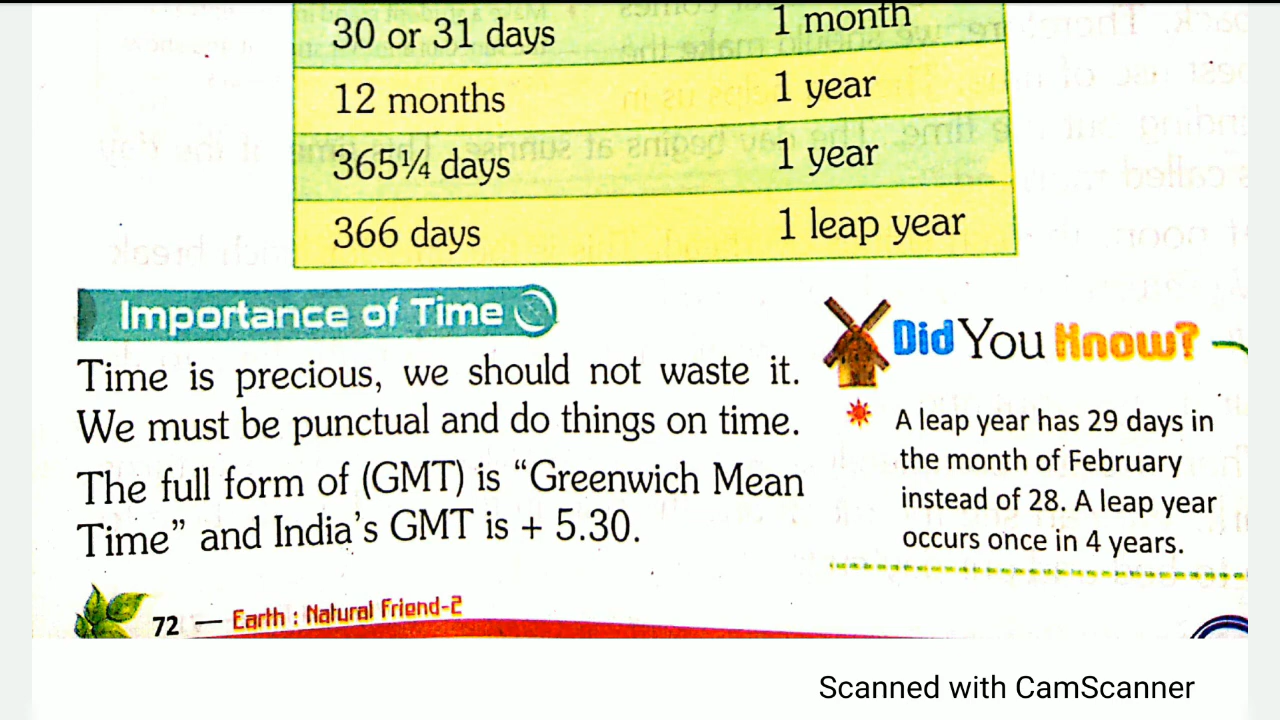 30 or 31 days 1 month
12 months 1 year
365¼ days 1 year
366 days 1 leap year
Importance of Time
Time is precious, we should not waste it.
We must be punctual and do things on time.
The full form of (GMT) is “Greenwich Mean
Time” and India’s GMT is + 5.30.
Did You Know?
A leap year has 29 days in
the month of February
instead of 28. A leap year
occurs once in 4 years.
72 — Earth : Natural Friend-2
Scanned with CamScanner